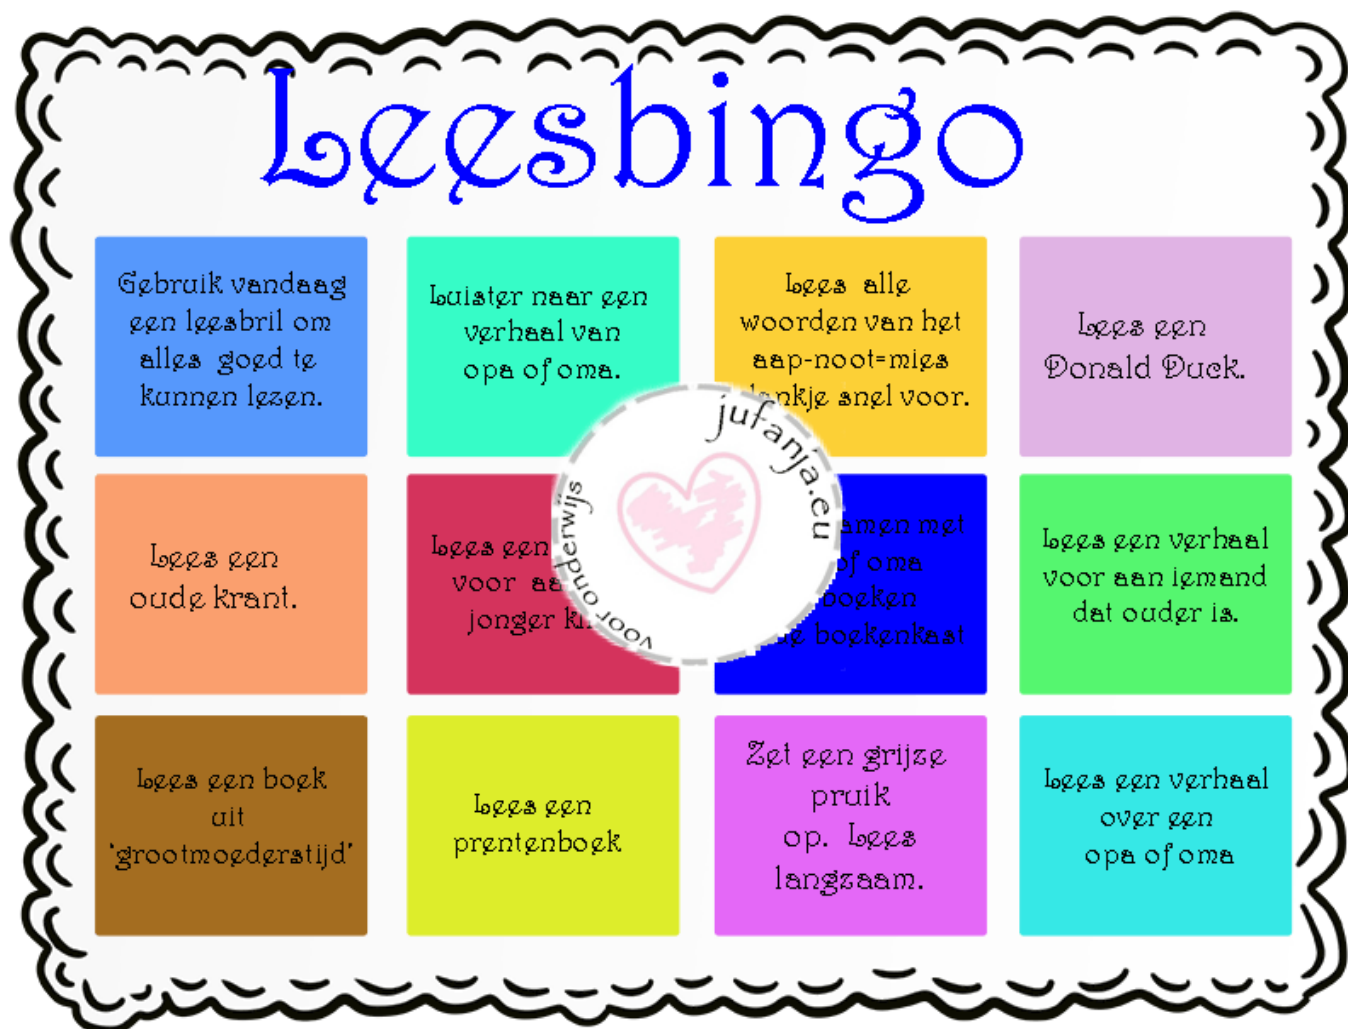 Leesbingo
Gebruik vandaag
een leesbril om
alles goed te
kunnen lezen.
Luister naar een
verhaal van
opa of oma.
Lees alle
woorden van het
aap-noot=mies
snel voor.
Lees een
Donald Duck.
Lees een
oude krant.
Lees een
voor
jonger
met
of oma
boeken
boekenkast
Lees een verhaal
voor aan iemand
dat ouder is.
Lees een boek
uit
‘grootmoederstijd’
Lees een
prentenboek
Zet een grijze
pruik
op. Lees
langzaam.
Lees een verhaal
over een
opa of oma
jufanja.eu
voor onderwijs